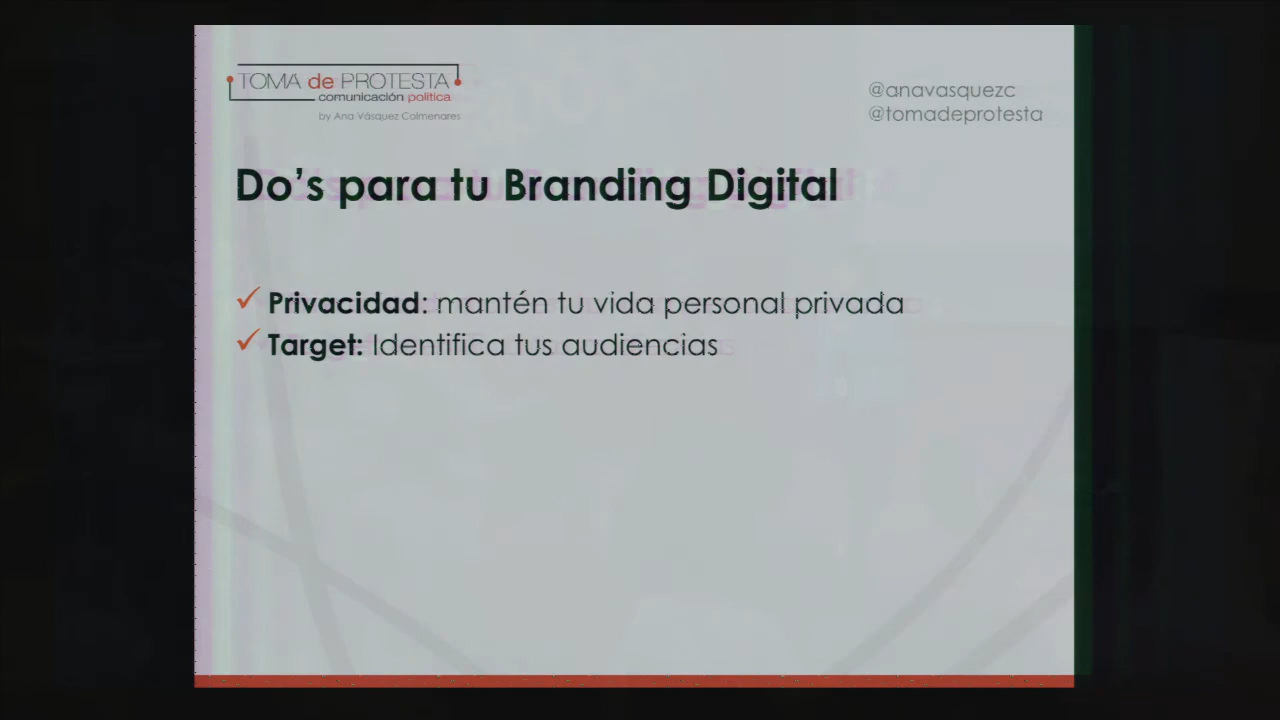 TOMA de PROTESTA
comunicación política
by Ana Vásquez Colmenares
@anavasquezc
@tomadeprotesta
Do’s para tu Branding Digital
✓ Privacidad: mantén tu vida personal privada
✓ Target: Identifica tus audiencias